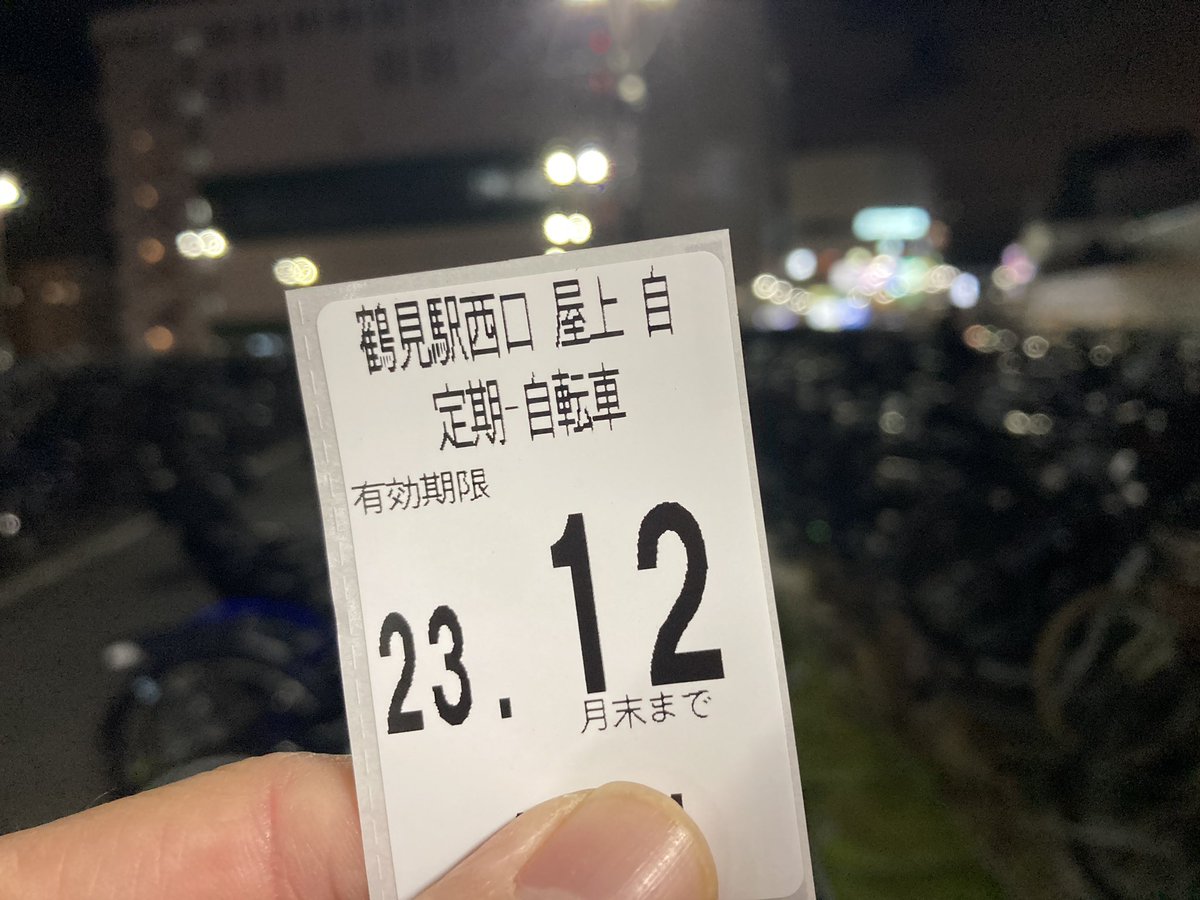 鶴見駅西口 屋上 自
定期-自転車
有効期限
23. 12
月末まで